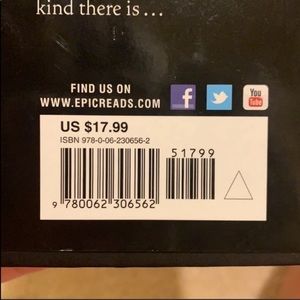 kind there is...
FIND US ON
WWW.EPICREADS.COM
f
You
Tube
US $17.99
ISBN 978-0-06-230656-2
51799
9 780062 306562